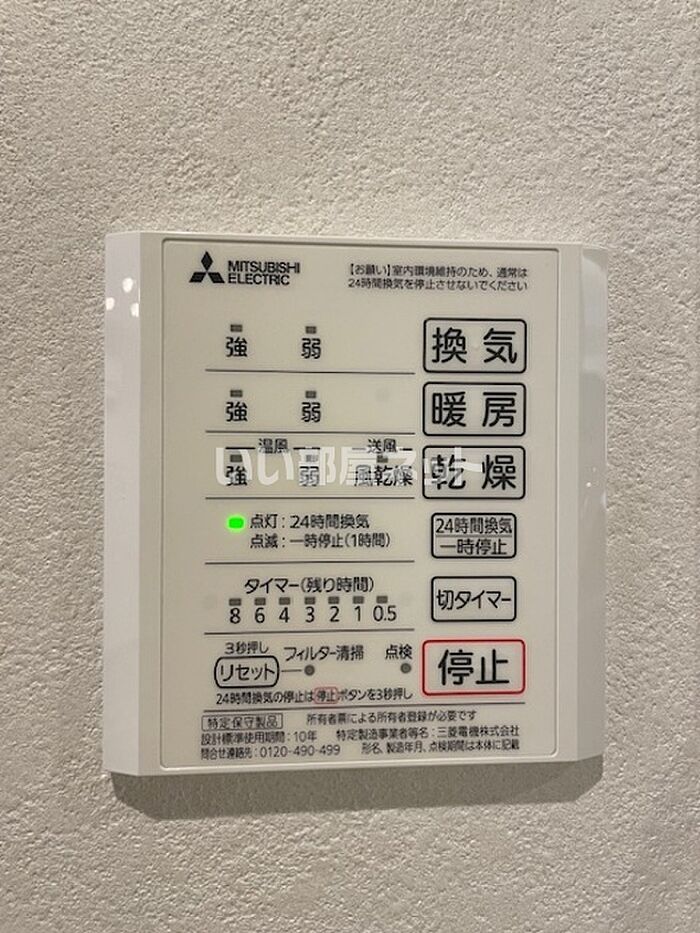 MITSUBISHI
ELECTRIC
【お願い】室内環境維持のため、通常は
24時間換気を停止させないでください
強 弱 換気
強 弱 暖房
温風 送風
強 弱 風乾燥 乾燥
いい部屋ネット
点灯：24時間換気
点滅：一時停止（1時間）
24時間換気
一時停止
タイマー（残り時間）
8 6 4 3 2 1 0.5
切タイマー
3秒押し
リセット フィルター清掃 点検
停止
24時間換気の停止は停止ボタンを3秒押し
特定保守製品 所有者票による所有者登録が必要です
設計標準使用期間：10年 特定製造事業者等名：三菱電機株式会社
問合せ連絡先：0120-490-499 形名、製造年月、点検期間は本体に記載